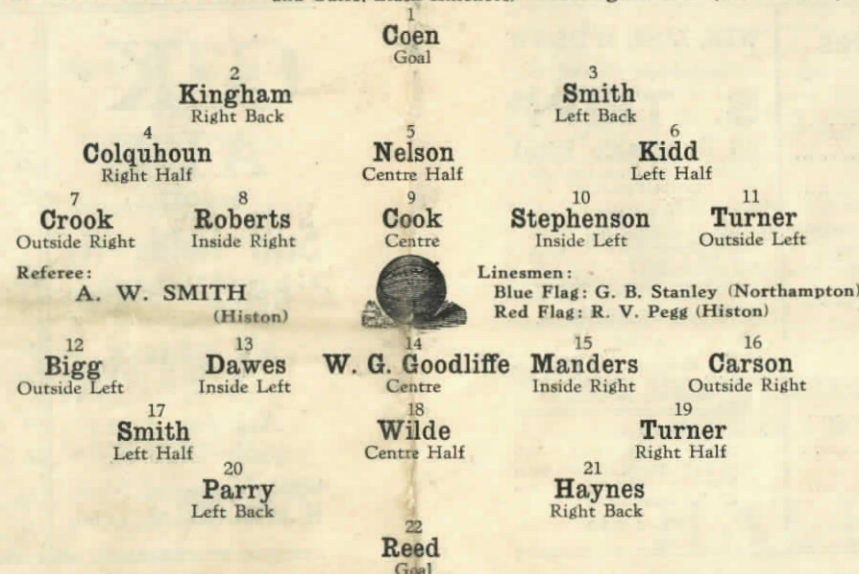 1
Coen
Goal
2 3
Kingham Smith
Right Back Left Back
4 5 6
Colquhoun Nelson Kidd
Right Half Centre Half Left Half
7 8 9 10 11
Crook Roberts Cook Stephenson Turner
Outside Right Inside Right Centre Inside Left Outside Left
Referee:
A. W. SMITH
(Histon)
Linesmen:
Blue Flag: G. B. Stanley (Northampton)
Red Flag: R. V. Pegg (Histon)
12 13 14 15 16
Bigg Dawes W. G. Goodliffe Manders Carson
Outside Left Inside Left Centre Inside Right Outside Right
17 18 19
Smith Wilde Turner
Left Half Centre Half Right Half
20 21
Parry Haynes
Left Back Right Back
22
Reed
Goal